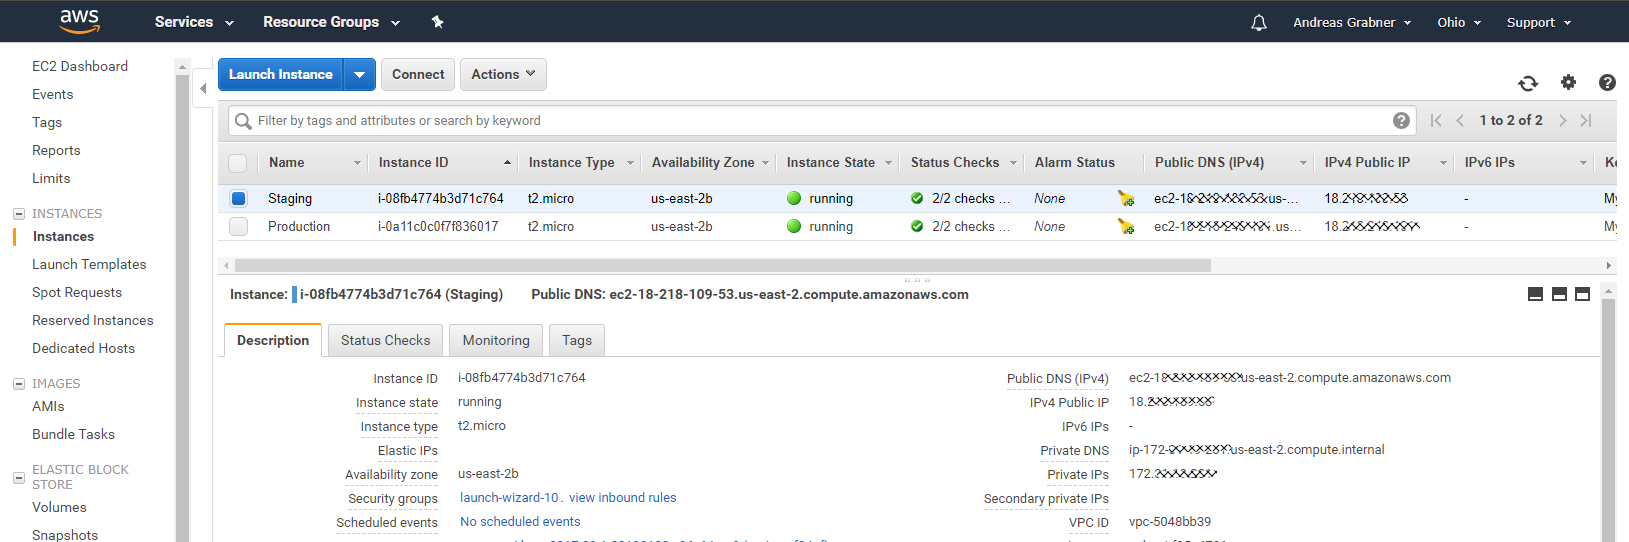 aws Services Resource Groups Andreas Grabner Ohio Support
EC2 Dashboard
Events
Tags
Reports
Limits
INSTANCES
Instances
Launch Templates
Spot Requests
Reserved Instances
Dedicated Hosts
IMAGES
AMIs
Bundle Tasks
ELASTIC BLOCK
STORE
Volumes
Snapshots
Launch Instance Connect Actions
Filter by tags and attributes or search by keyword 1 to 2 of 2
Name Instance ID Instance Type Availability Zone Instance State Status Checks Alarm Status Public DNS (IPv4) IPv4 Public IP IPv6 IPs
Staging i-08fb4774b3d71c764 t2.micro us-east-2b running 2/2 checks ... None ec2-18 us-... 18.2 - My
Production i-0a11c0c0f7f836017 t2.micro us-east-2b running 2/2 checks ... None ec2-18 .us... 18.2 - My
Instance: i-08fb4774b3d71c764 (Staging) Public DNS: ec2-18-218-109-53.us-east-2.compute.amazonaws.com
Description Status Checks Monitoring Tags
Instance ID i-08fb4774b3d71c764
Instance state running
Instance type t2.micro
Elastic IPs
Availability zone us-east-2b
Security groups launch-wizard-10. view inbound rules
Scheduled events No scheduled events
Public DNS (IPv4) ec2-18 us-east-2.compute.amazonaws.com
IPv4 Public IP 18.2
IPv6 IPs -
Private DNS ip-172- us-east-2.compute.internal
Private IPs 172.
Secondary private IPs
VPC ID vpc-5048bb39